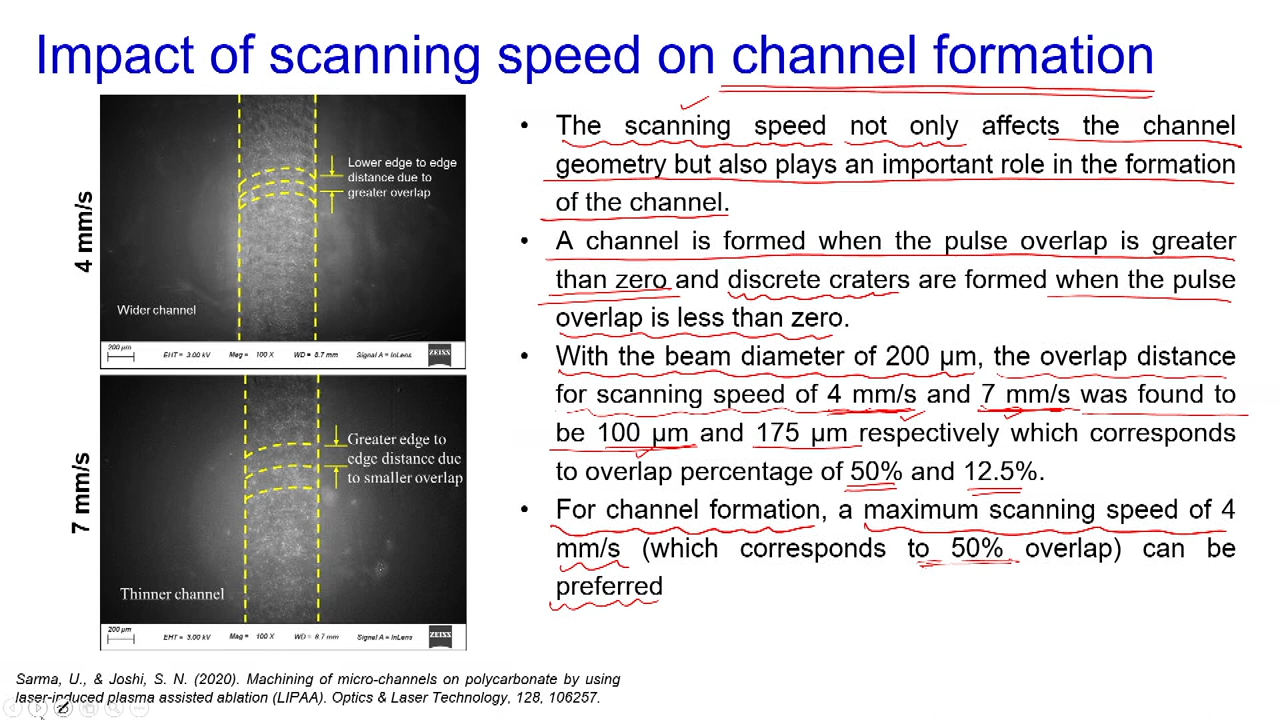 Impact of scanning speed on channel formation
4 mm/s
Lower edge to edge
distance due to
greater overlap
Wider channel
200 μm
EHT = 3.00 kV
Mag = 100 X
WD = 8.7 mm
Signal A = InLens
ZEISS
7 mm/s
Greater edge to
edge distance due
to smaller overlap
Thinner channel
200 μm
EHT = 3.00 kV
Mag = 100 X
WD = 8.7 mm
Signal A = InLens
ZEISS
• The scanning speed not only affects the channel
geometry but also plays an important role in the formation
of the channel.
• A channel is formed when the pulse overlap is greater
than zero and discrete craters are formed when the pulse
overlap is less than zero.
• With the beam diameter of 200 μm, the overlap distance
for scanning speed of 4 mm/s and 7 mm/s was found to
be 100 μm and 175 μm respectively which corresponds
to overlap percentage of 50% and 12.5%.
• For channel formation, a maximum scanning speed of 4
mm/s (which corresponds to 50% overlap) can be
preferred
Sarma, U., & Joshi, S. N. (2020). Machining of micro-channels on polycarbonate by using
laser-induced plasma assisted ablation (LIPAA). Optics & Laser Technology, 128, 106257.